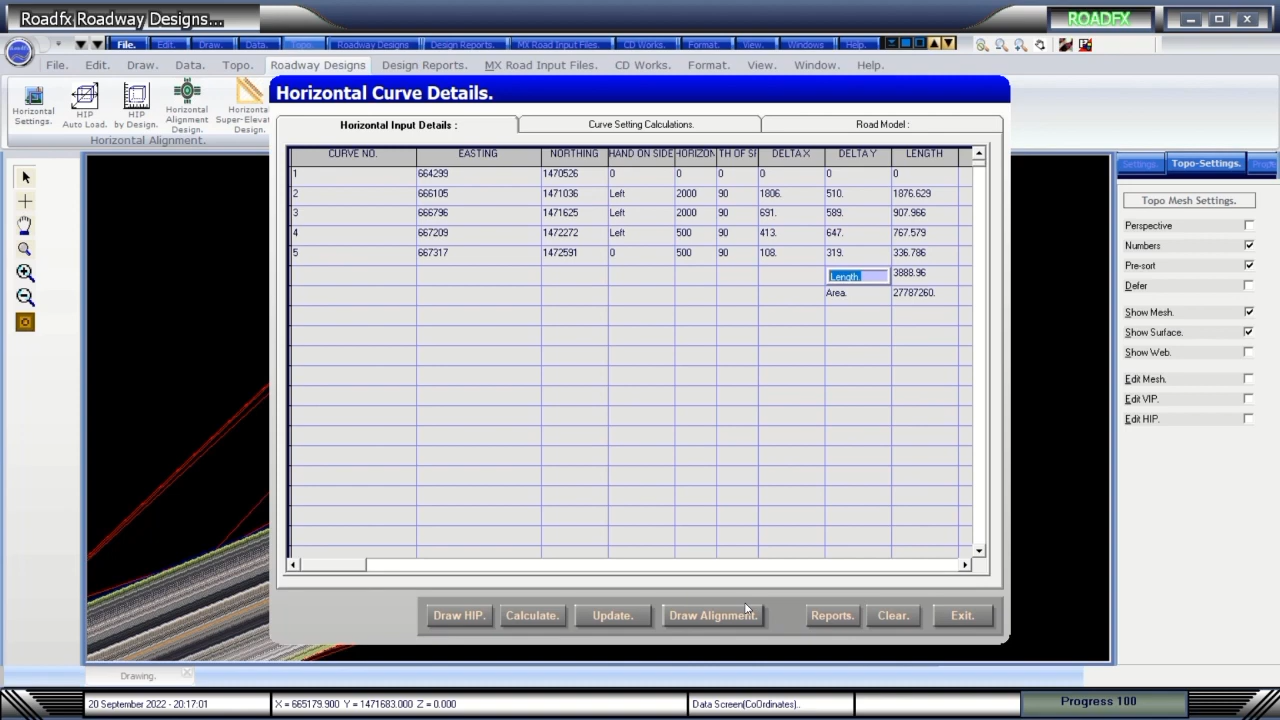 Roadfx Roadway Designs...
ROADFX
File. Edit. Draw. Data. Topo. Roadway Designs Design Reports. MX Road Input Files. CD Works. Format. View. Windows Help.
File. Edit. Draw. Data. Topo. Roadway Designs Design Reports. MX Road Input Files. CD Works. Format. View. Window. Help.
Horizontal Settings.
HIP Auto Load.
HIP by Design.
Horizontal Alignment Design.
Horizonta Super-Elevat Design.
Horizontal Alignment.
Horizontal Curve Details.
Horizontal Input Details :
Curve Setting Calculations.
Road Model :
CURVE NO. EASTING NORTHING HAND ON SIDE HORIZON TH OF SF DELTA X DELTA Y LENGTH
1 664299 1470526 0 0 0 0 0 0
2 666105 1471036 Left 2000 90 1806. 510. 1876.629
3 666796 1471625 Left 2000 90 691. 589. 907.966
4 667209 1472272 Left 500 90 413. 647. 767.579
5 667317 1472591 0 500 90 108. 319. 336.786
Length. 3888.96
Area. 27787260.
Draw HIP. Calculate. Update. Draw Alignment. Reports. Clear. Exit.
Settings. Topo-Settings.
Topo Mesh Settings.
Perspective
Numbers
Pre-sort
Defer
Show Mesh.
Show Surface.
Show Web.
Edit Mesh.
Edit VIP.
Edit HIP.
Drawing.
20 September 2022 - 20:17:01
X = 665179.900 Y = 1471683.000 Z = 0.000
Data Screen(CoOrdinates)..
Progress 100